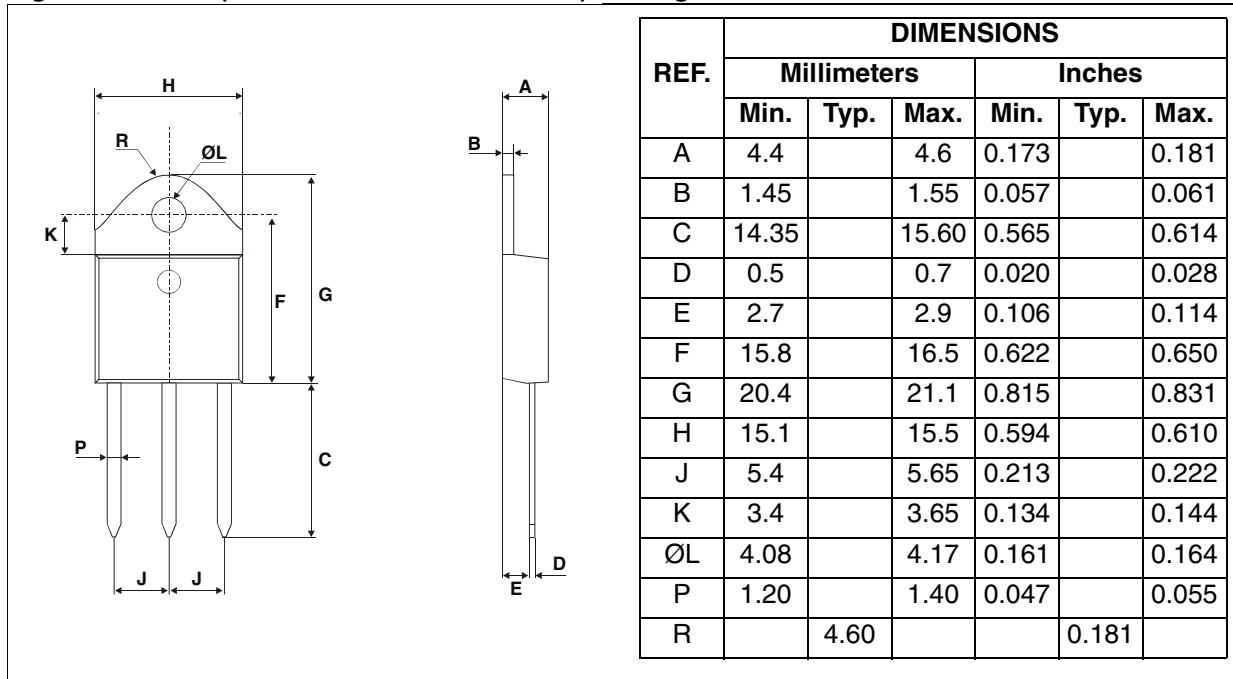 H
A
R
ØL
B
K
F
G
P
C
J
J
D
E
DIMENSIONS
REF. Millimeters Inches
Min. Typ. Max. Min. Typ. Max.
A 4.4 4.6 0.173 0.181
B 1.45 1.55 0.057 0.061
C 14.35 15.60 0.565 0.614
D 0.5 0.7 0.020 0.028
E 2.7 2.9 0.106 0.114
F 15.8 16.5 0.622 0.650
G 20.4 21.1 0.815 0.831
H 15.1 15.5 0.594 0.610
J 5.4 5.65 0.213 0.222
K 3.4 3.65 0.134 0.144
ØL 4.08 4.17 0.161 0.164
P 1.20 1.40 0.047 0.055
R 4.60 0.181